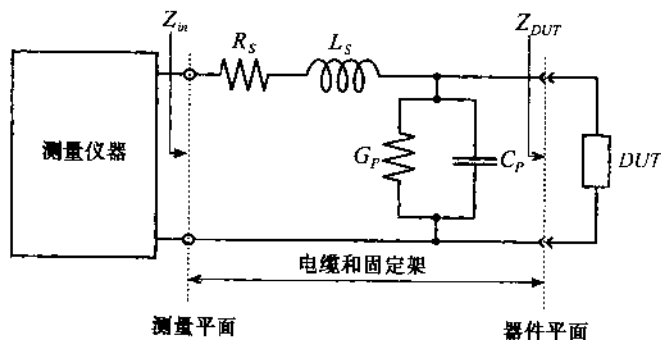 Z_in
R_S
L_S
Z_DUT
测量仪器
G_P
C_P
DUT
电缆和固定架
测量平面
器件平面